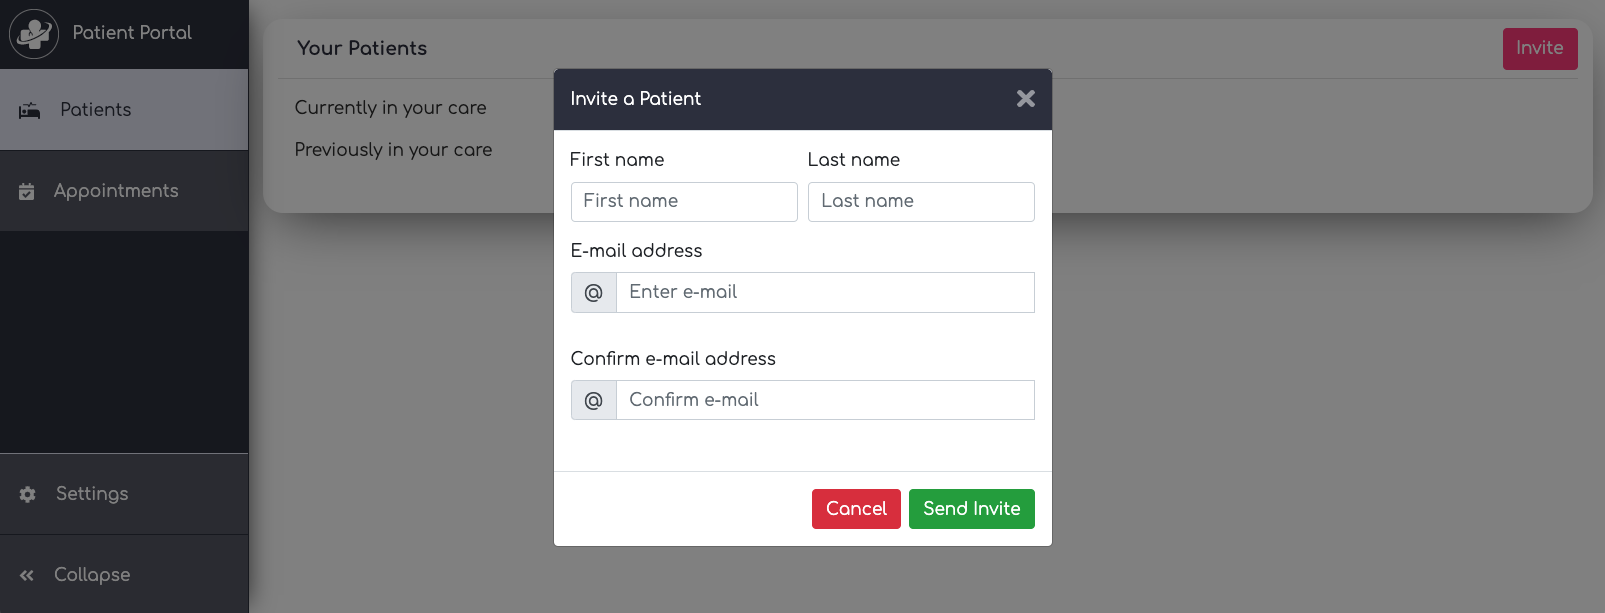 Patient Portal
Patients
Appointments
Settings
Collapse
Your Patients
Invite
Currently in your care
Previously in your care
Invite a Patient
First name Last name
First name Last name
E-mail address
@ Enter e-mail
Confirm e-mail address
@ Confirm e-mail
Cancel Send Invite